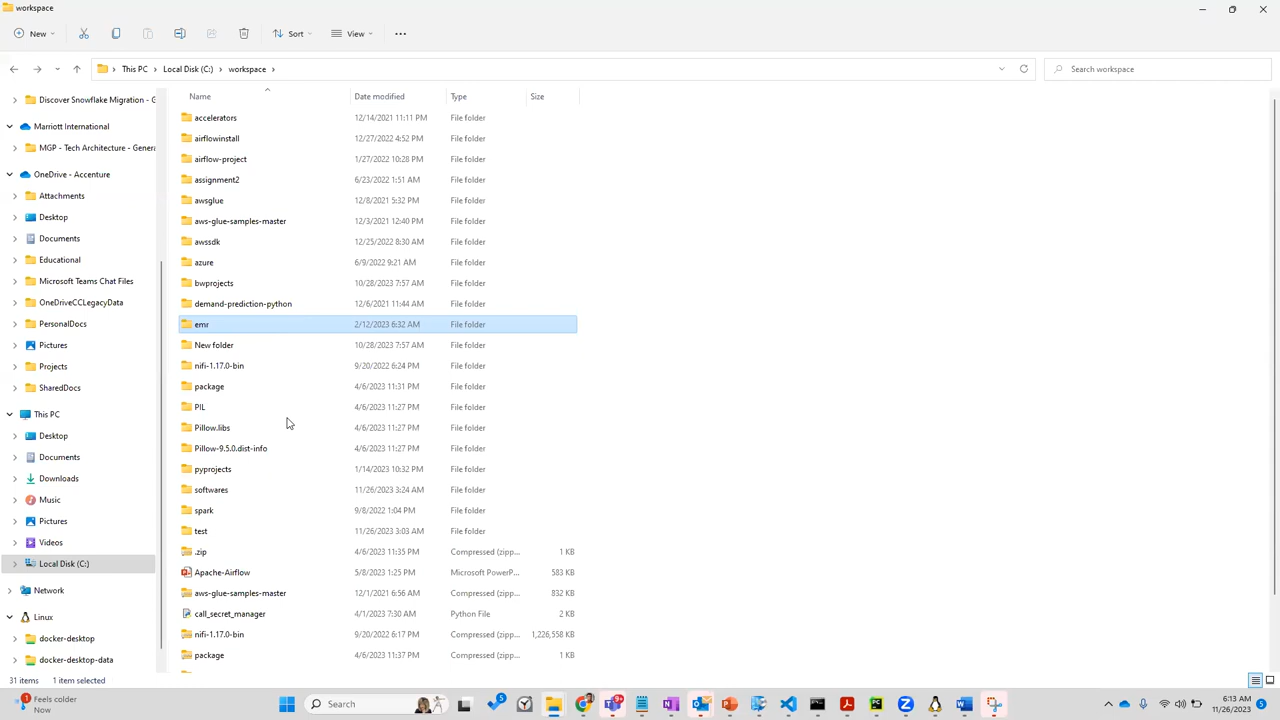 workspace
New
Sort
View
This PC
Local Disk (C:)
workspace
Search workspace
Discover Snowflake Migration - G
Marriott International
MGP - Tech Architecture - Genera
OneDrive - Accenture
Attachments
Desktop
Documents
Educational
Microsoft Teams Chat Files
OneDriveCCLegacyData
PersonalDocs
Pictures
Projects
SharedDocs
This PC
Desktop
Documents
Downloads
Music
Pictures
Videos
Local Disk (C:)
Network
Linux
docker-desktop
docker-desktop-data
Name Date modified Type Size
accelerators 12/14/2021 11:11 PM File folder
airflowinstall 12/27/2022 4:52 PM File folder
airflow-project 1/27/2022 10:28 PM File folder
assignment2 6/23/2022 1:51 AM File folder
awsglue 12/8/2021 5:32 PM File folder
aws-glue-samples-master 12/3/2021 12:40 PM File folder
awssdk 12/25/2022 8:30 AM File folder
azure 6/9/2022 9:21 AM File folder
bwprojects 10/28/2023 7:57 AM File folder
demand-prediction-python 12/6/2021 11:44 AM File folder
emr 2/12/2023 6:32 AM File folder
New folder 10/28/2023 7:57 AM File folder
nifi-1.17.0-bin 9/20/2022 6:24 PM File folder
package 4/6/2023 11:31 PM File folder
PIL 4/6/2023 11:27 PM File folder
Pillow.libs 4/6/2023 11:27 PM File folder
Pillow-9.5.0.dist-info 4/6/2023 11:27 PM File folder
pyprojects 1/14/2023 10:32 PM File folder
softwares 11/26/2023 3:24 AM File folder
spark 9/8/2022 1:04 PM File folder
test 11/26/2023 3:03 AM File folder
.zip 4/6/2023 11:35 PM Compressed (zipp... 1 KB
Apache-Airflow 5/8/2023 1:25 PM Microsoft PowerP... 583 KB
aws-glue-samples-master 12/1/2021 6:56 AM Compressed (zipp... 832 KB
call_secret_manager 4/1/2023 7:30 AM Python File 2 KB
nifi-1.17.0-bin 9/20/2022 6:17 PM Compressed (zipp... 1,226,558 KB
package 4/6/2023 11:37 PM Compressed (zipp... 1 KB
31 items 1 item selected
1
Feels colder
Now
Search
5
9+
6:13 AM
11/26/2023
5